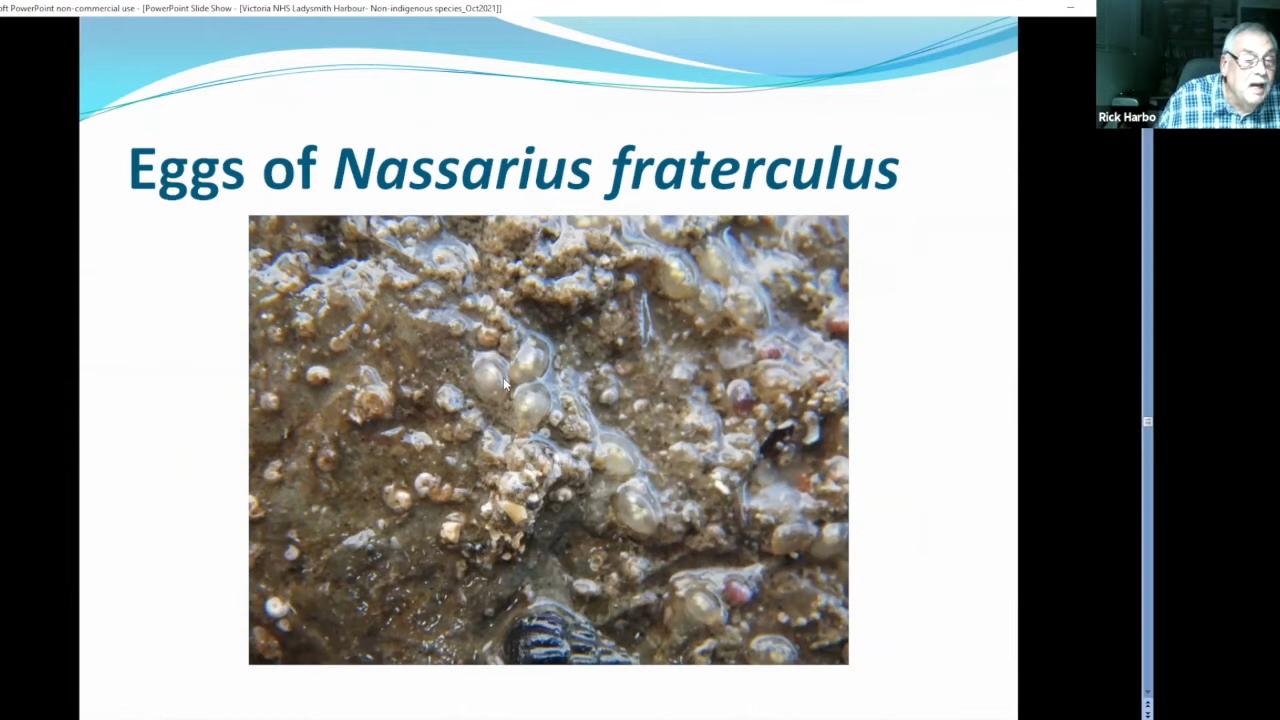 oft PowerPoint non-commercial use - [PowerPoint Slide Show - [Victoria NHS Ladysmith Harbour- Non-indigenous species_Oct2021]]
Rick Harbo
Eggs of Nassarius fraterculus